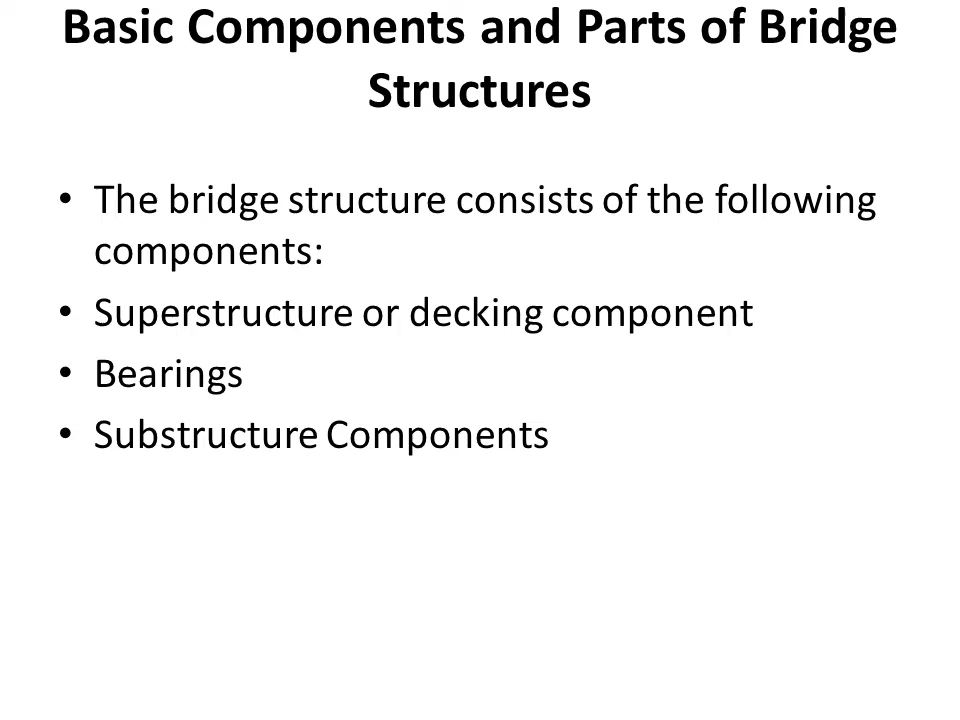 Basic Components and Parts of Bridge
Structures
• The bridge structure consists of the following
components:
• Superstructure or decking component
• Bearings
• Substructure Components